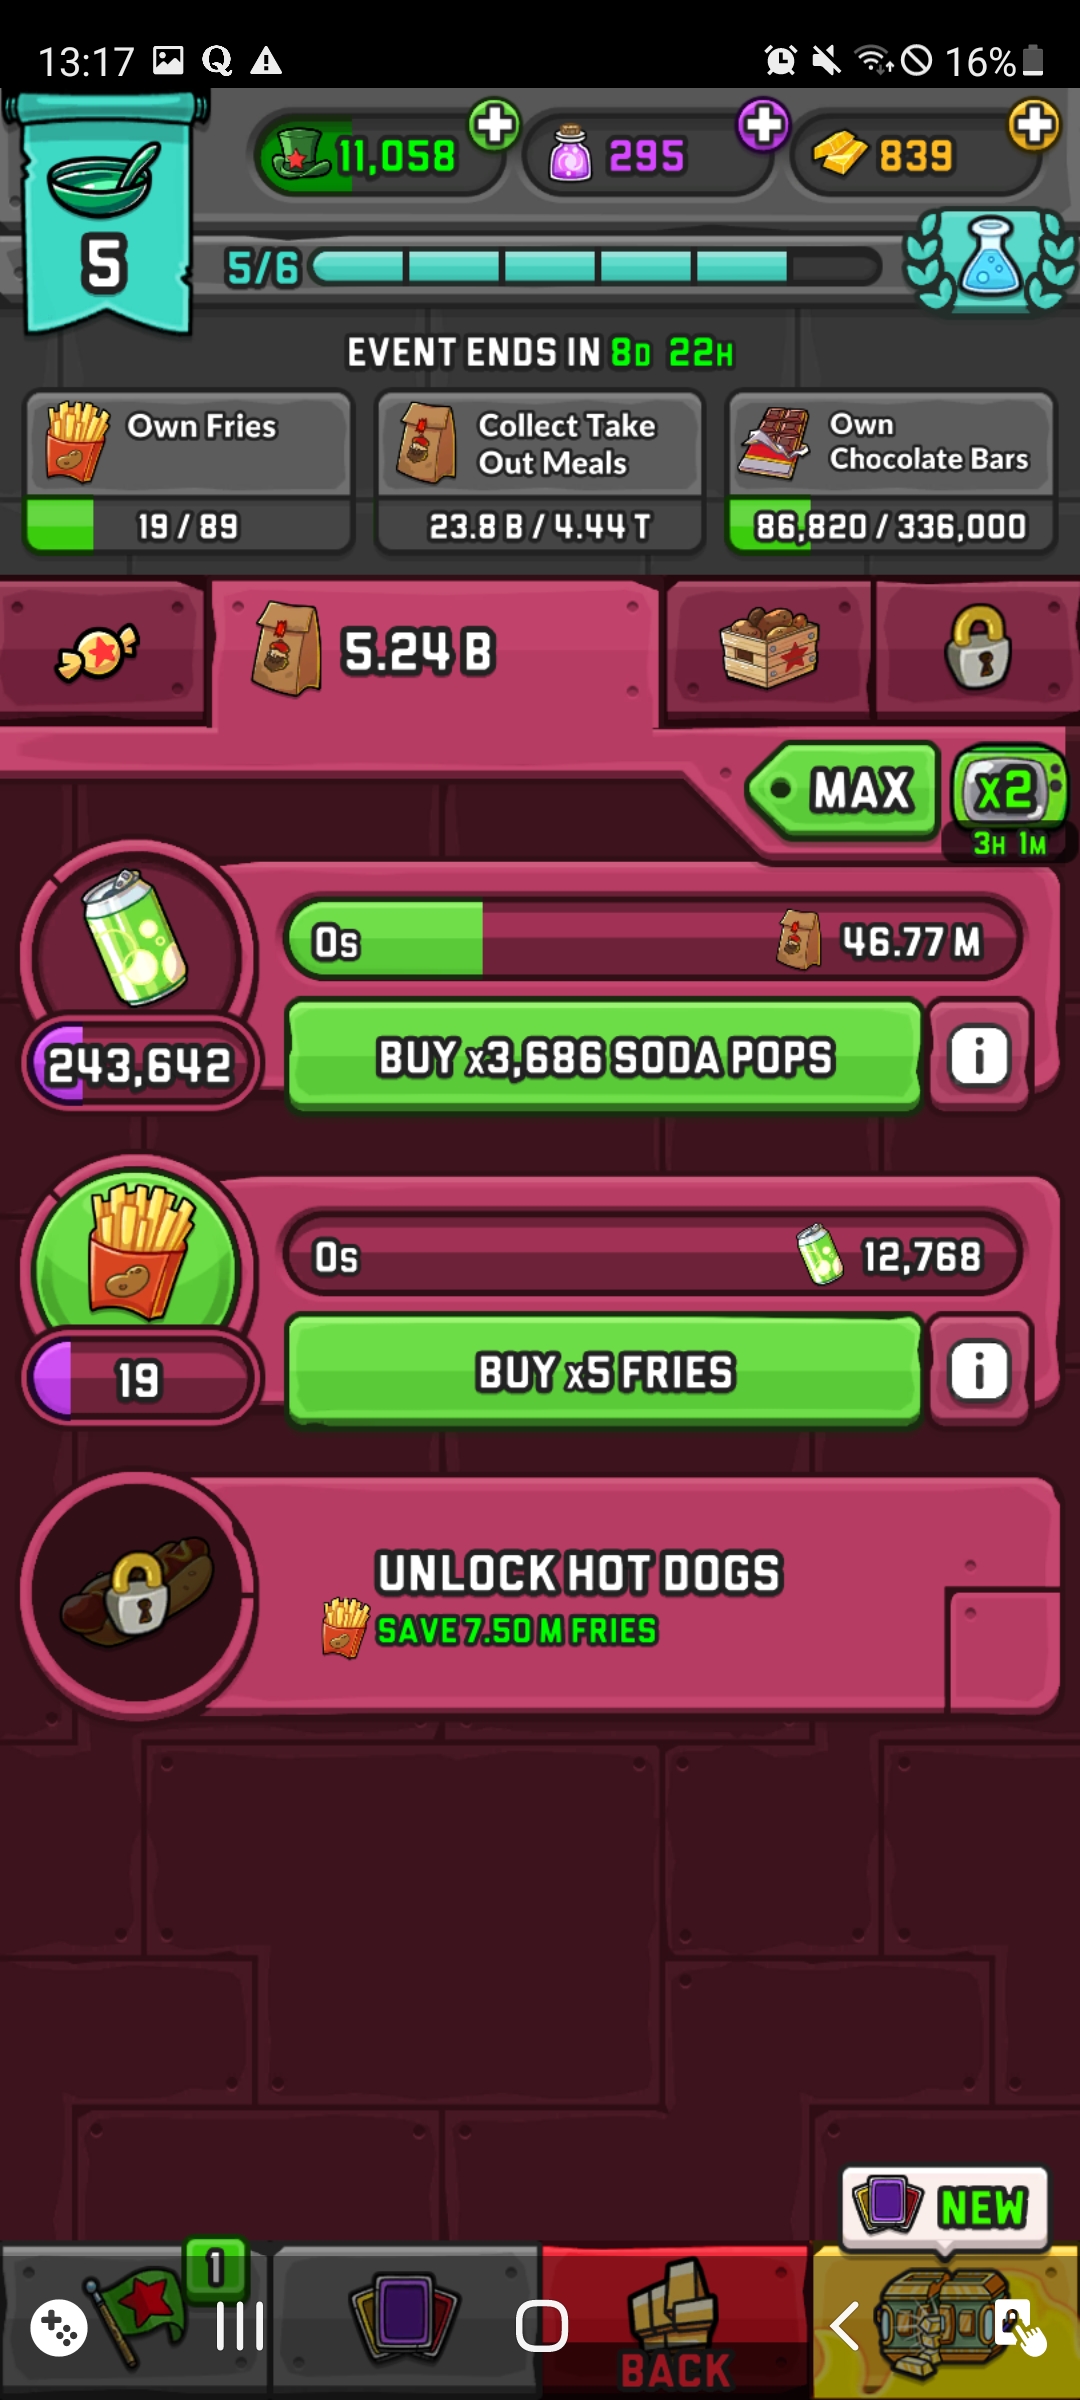 13:17
16%
11,058
295
839
5
5/6
EVENT ENDS IN 8D 22H
Own Fries
19 / 89
Collect Take
Out Meals
23.8 B / 4.44 T
Own
Chocolate Bars
86,820 / 336,000
5.24 B
MAX
x2
3H 1M
0s
46.77 M
243,642
BUY x3,686 SODA POPS
i
0s
12,768
19
BUY x5 FRIES
i
UNLOCK HOT DOGS
SAVE 7.50 M FRIES
NEW
1
BACK